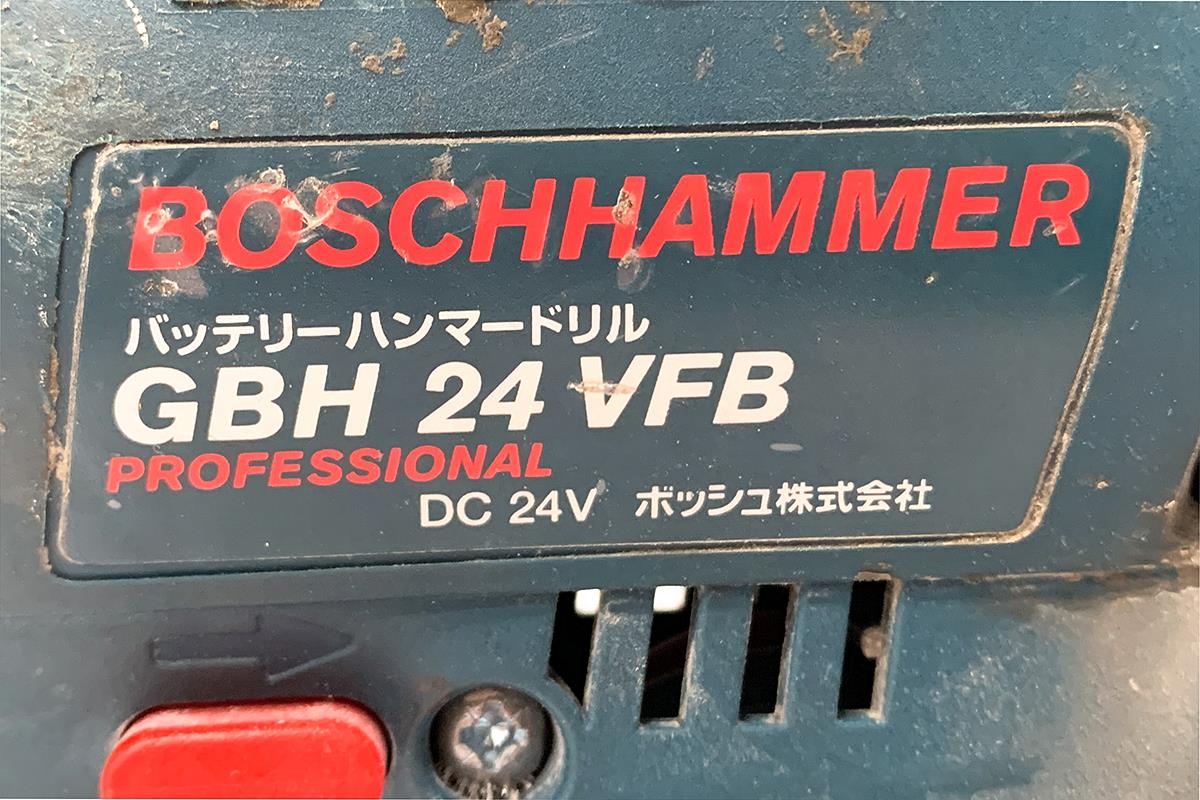 BOSCHHAMMER
バッテリーハンマードリル
GBH 24 VFB
PROFESSIONAL
DC 24V ボッシュ株式会社